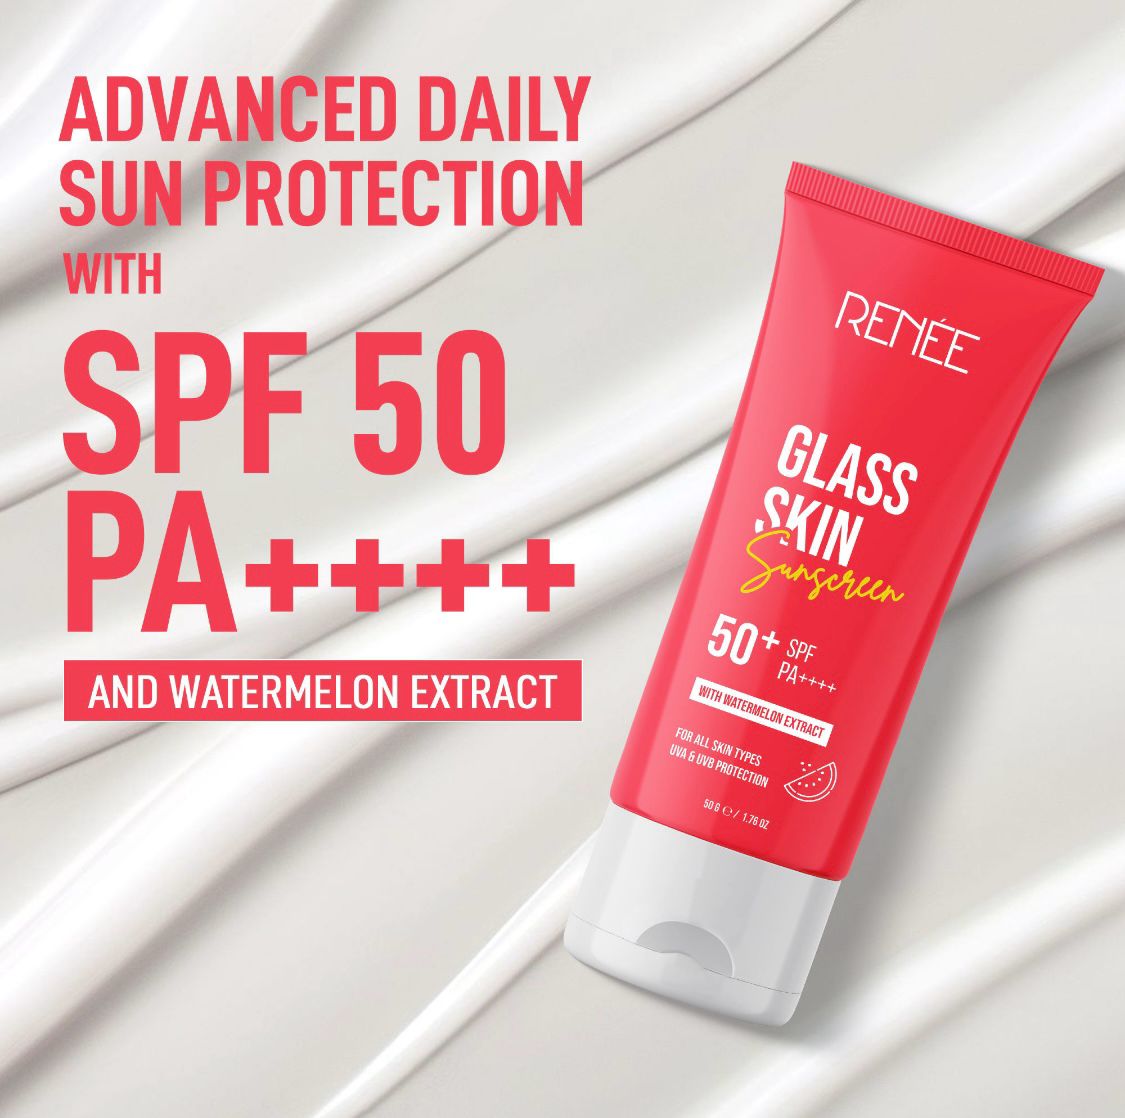 ADVANCED DAILY
SUN PROTECTION
WITH
SPF 50
PA++++
AND WATERMELON EXTRACT
RENÉE
GLASS
SKIN
Sunscreen
50+ SPF
PA++++
WITH WATERMELON EXTRACT
FOR ALL SKIN TYPES
UVA & UVB PROTECTION
50 G ℮ / 1.76 OZ